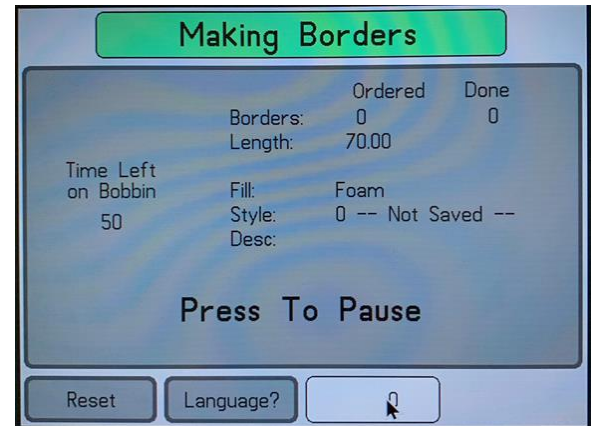 Making Borders
Ordered Done
Borders: 0 0
Length: 70.00
Time Left
on Bobbin
50
Fill: Foam
Style: 0 -- Not Saved --
Desc:
Press To Pause
Reset
Language?
0